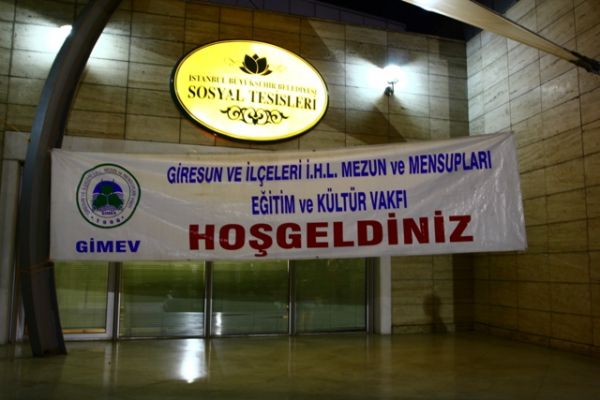 İSTANBUL BÜYÜKŞEHİR BELEDİYESİ
SOSYAL TESİSLERİ
GİRESUN VE İLÇELERİ İ.H.L. MEZUN ve MENSUPLARI
EĞİTİM ve KÜLTÜR VAKFI
HOŞGELDİNİZ
1996
GİMEV